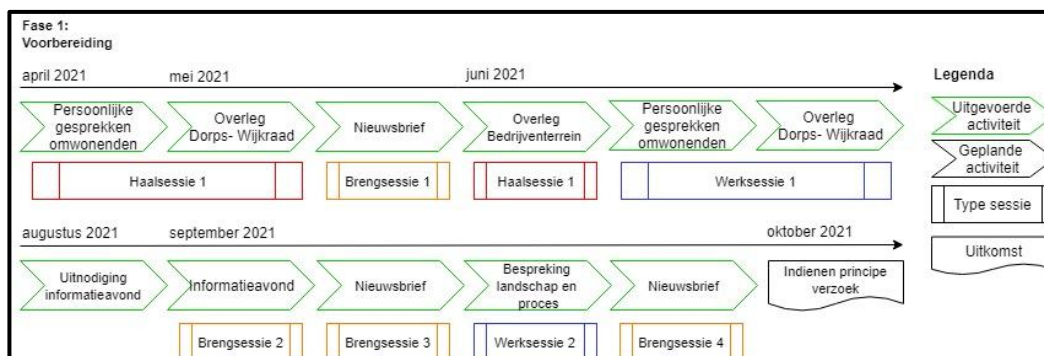 Fase 1:
Voorbereiding
april 2021
mei 2021
juni 2021
Persoonlijke
gesprekken
omwonenden
Overleg
Dorps- Wijkraad
Nieuwsbrief
Overleg
Bedrijventerrein
Persoonlijke
gesprekken
omwonenden
Overleg
Dorps- Wijkraad
Haalsessie 1
Brengsessie 1
Haalsessie 1
Werksessie 1
augustus 2021
september 2021
oktober 2021
Uitnodiging
informatieavond
Informatieavond
Nieuwsbrief
Bespreking
landschap en
proces
Nieuwsbrief
Indienen principe
verzoek
Brengsessie 2
Brengsessie 3
Werksessie 2
Brengsessie 4
Legenda
Uitgevoerde
activiteit
Geplande
activiteit
Type sessie
Uitkomst